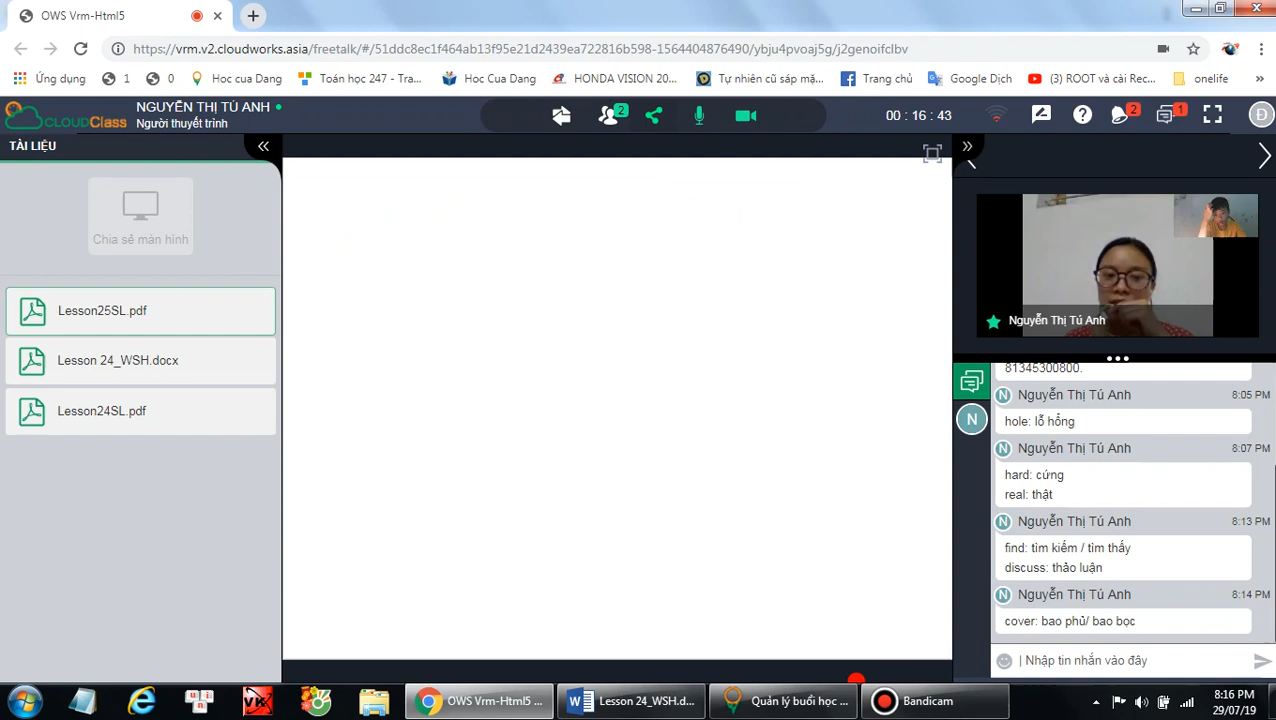 OWS Vrm-Html5
https://vrm.v2.cloudworks.asia/freetalk/#/51ddc8ec1f464ab13f95e21d2439ea722816b598-1564404876490/ybju4pvoaj5g/j2genoifclbv
Ứng dụng 1 0 Hoc cua Dang Toán học 247 - Tra... Hoc Cua Dang HONDA VISION 20... Tự nhiên cũ sáp mặ... Trang chủ Google Dịch (3) ROOT và cài Rec... onelife »
CLOUDClass
NGUYỄN THỊ TÚ ANH
Người thuyết trình
2
00 : 16 : 43
2
1
Đ
TÀI LIỆU
Chia sẻ màn hình
Lesson25SL.pdf
Lesson 24_WSH.docx
Lesson24SL.pdf
Nguyễn Thị Tú Anh
81345300800.
N Nguyễn Thị Tú Anh 8:05 PM
N
hole: lỗ hổng
N Nguyễn Thị Tú Anh 8:07 PM
hard: cứng
real: thật
N Nguyễn Thị Tú Anh 8:13 PM
find: tìm kiếm / tìm thấy
discuss: thảo luận
N Nguyễn Thị Tú Anh 8:14 PM
cover: bao phủ/ bao bọc
Nhập tin nhắn vào đây
OWS Vrm-Html5 ... Lesson 24_WSH.d... Quản lý buổi học ... Bandicam
8:16 PM
29/07/19